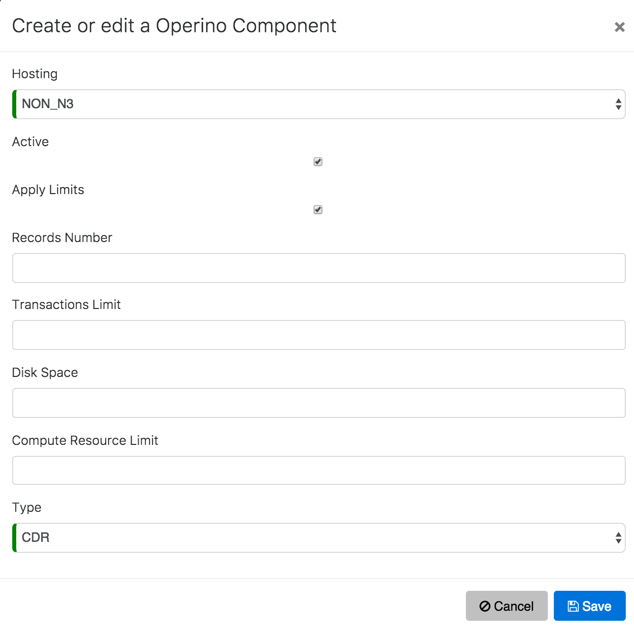 Create or edit a Operino Component
Hosting
NON_N3
Active
Apply Limits
Records Number
Transactions Limit
Disk Space
Compute Resource Limit
Type
CDR
Cancel
Save